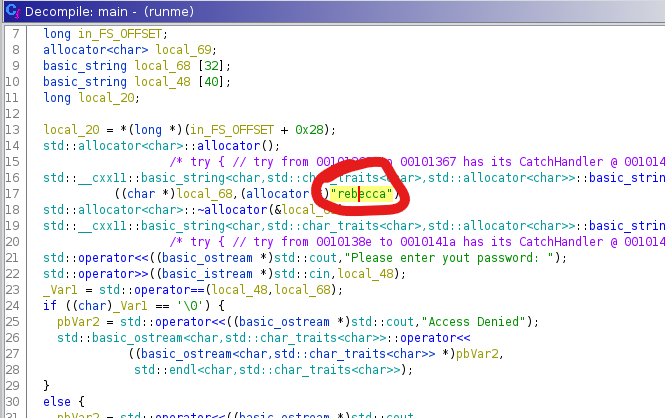 Decompile: main - (runme)
7 long in_FS_OFFSET;
8 allocator<char> local_69;
9 basic_string local_68 [32];
10 basic_string local_48 [40];
11 long local_20;
12
13 local_20 = *(long *)(in_FS_OFFSET + 0x28);
14 std::allocator<char>::allocator();
15 /* try { // try from to 00101367 has its CatchHandler @ 001014
16 std::__cxx11::basic_string<char,std::char_traits<char>,std::allocator<char>>::basic_strin
17 ((char *)local_68,(allocator "rebecca")
18 std::allocator<char>::~allocator(&local_
19 std::__cxx11::basic_string<char,std::char_traits<char>,std::allocator<char>>::basic_strin
20 /* try { // try from 0010138e to 0010141a has its CatchHandler @ 001014
21 std::operator<<((basic_ostream *)std::cout,"Please enter yout password: ");
22 std::operator>>((basic_istream *)std::cin,local_48);
23 _Var1 = std::operator==(local_48,local_68);
24 if ((char)_Var1 == '\0') {
25 pbVar2 = std::operator<<((basic_ostream *)std::cout,"Access Denied");
26 std::basic_ostream<char,std::char_traits<char>>::operator<<
27 ((basic_ostream<char,std::char_traits<char>> *)pbVar2,
28 std::endl<char,std::char_traits<char>>);
29 }
30 else {
31 pbVar2 = std::operator<<((basic_ostream *)std::cout